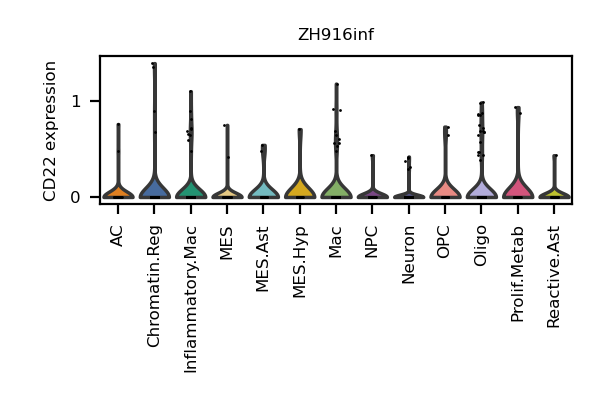 ZH916inf
CD22 expression
1
0
AC
Chromatin.Reg
Inflammatory.Mac
MES
MES.Ast
MES.Hyp
Mac
NPC
Neuron
OPC
Oligo
Prolif.Metab
Reactive.Ast